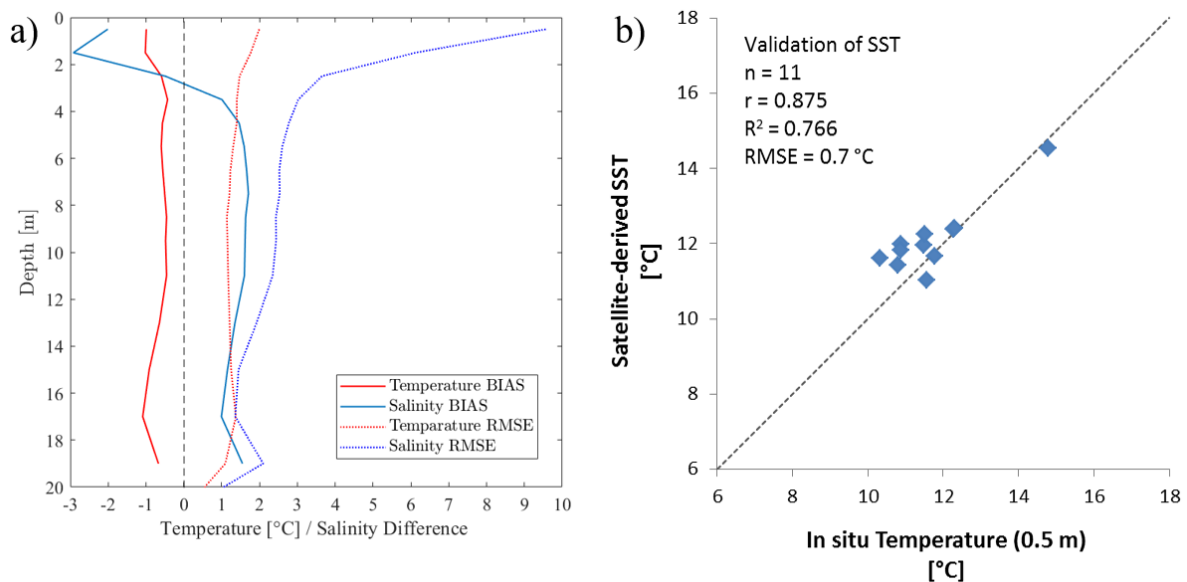 a)
0
2
4
6
8
10
12
14
16
18
20
Depth [m]
-3 -2 -1 0 1 2 3 4 5 6 7 8 9 10
Temperature [°C] / Salinity Difference
Temperature BIAS
Salinity BIAS
Temparature RMSE
Salinity RMSE
b)
18
16
14
12
10
8
6
Satellite-derived SST
[°C]
Validation of SST
n = 11
r = 0.875
R² = 0.766
RMSE = 0.7 °C
6 8 10 12 14 16 18
In situ Temperature (0.5 m)
[°C]